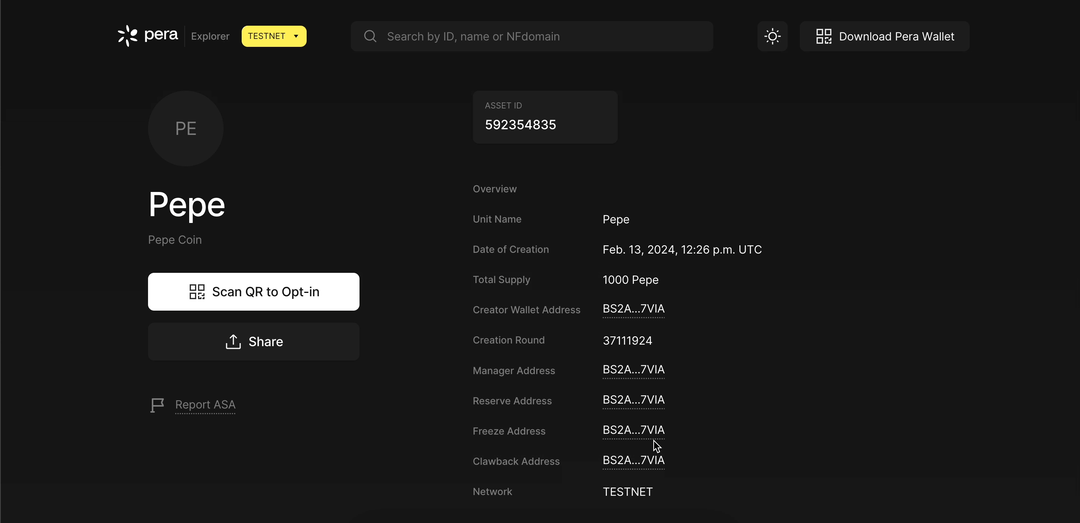 pera Explorer TESTNET Search by ID, name or NFdomain Download Pera Wallet
PE
Pepe
Pepe Coin
Scan QR to Opt-in
Share
Report ASA
ASSET ID
592354835
Overview
Unit Name Pepe
Date of Creation Feb. 13, 2024, 12:26 p.m. UTC
Total Supply 1000 Pepe
Creator Wallet Address BS2A...7VIA
Creation Round 37111924
Manager Address BS2A...7VIA
Reserve Address BS2A...7VIA
Freeze Address BS2A...7VIA
Clawback Address BS2A...7VIA
Network TESTNET